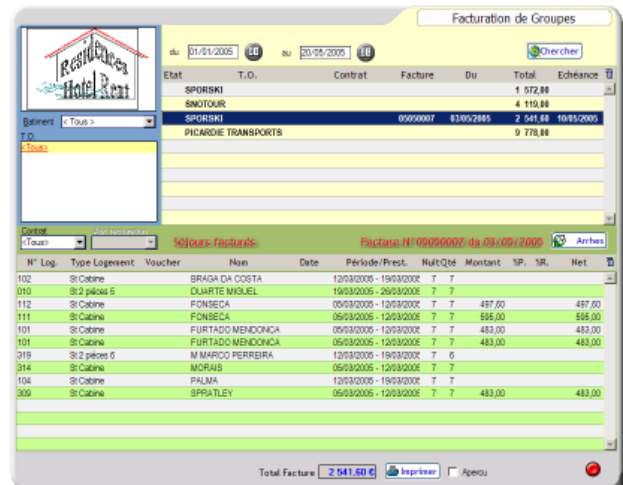 Facturation de Groupes
Residences
Hotel Rent
du 01/01/2005 au 20/05/2005 Chercher
Etat T.O. Contrat Facture Du Total Echéance
SPORSKI 1 572,00
SNOTOUR 4 119,00
SPORSKI 05050007 03/05/2005 2 541,60 10/05/2005
PICARDIE TRANSPORTS 9 778,00
Batiment < Tous >
T.O.
<Tous>
Contrat
<Tous> Séjours facturés Facture N° 05050007 du 03/05/2005 Arrhes
N° Log. Type Logement Voucher Nom Date Période/Prest. Nuit Qté Montant %P. %R. Net
102 St Cabine BRAGA DA COSTA 12/03/2005 - 19/03/2005 7 7
010 St 2 pièces 5 DUARTE MIGUEL 19/03/2005 - 26/03/2005 7 7
112 St Cabine FONSECA 05/03/2005 - 12/03/2005 7 7 497,60 497,60
111 St Cabine FONSECA 05/03/2005 - 12/03/2005 7 7 595,00 595,00
101 St Cabine FURTADO MENDONCA 05/03/2005 - 12/03/2005 7 7 483,00 483,00
101 St Cabine FURTADO MENDONCA 05/03/2005 - 12/03/2005 7 7 483,00 483,00
319 St 2 pièces 6 M MARCO PERREIRA 12/03/2005 - 19/03/2005 7 6
314 St Cabine MORAIS 05/03/2005 - 12/03/2005 7 7
104 St Cabine PALMA 12/03/2005 - 19/03/2005 7 7
309 St Cabine SPRATLEY 05/03/2005 - 12/03/2005 7 7 483,00 483,00
Total Facture 2 541,60 € Imprimer Apercu